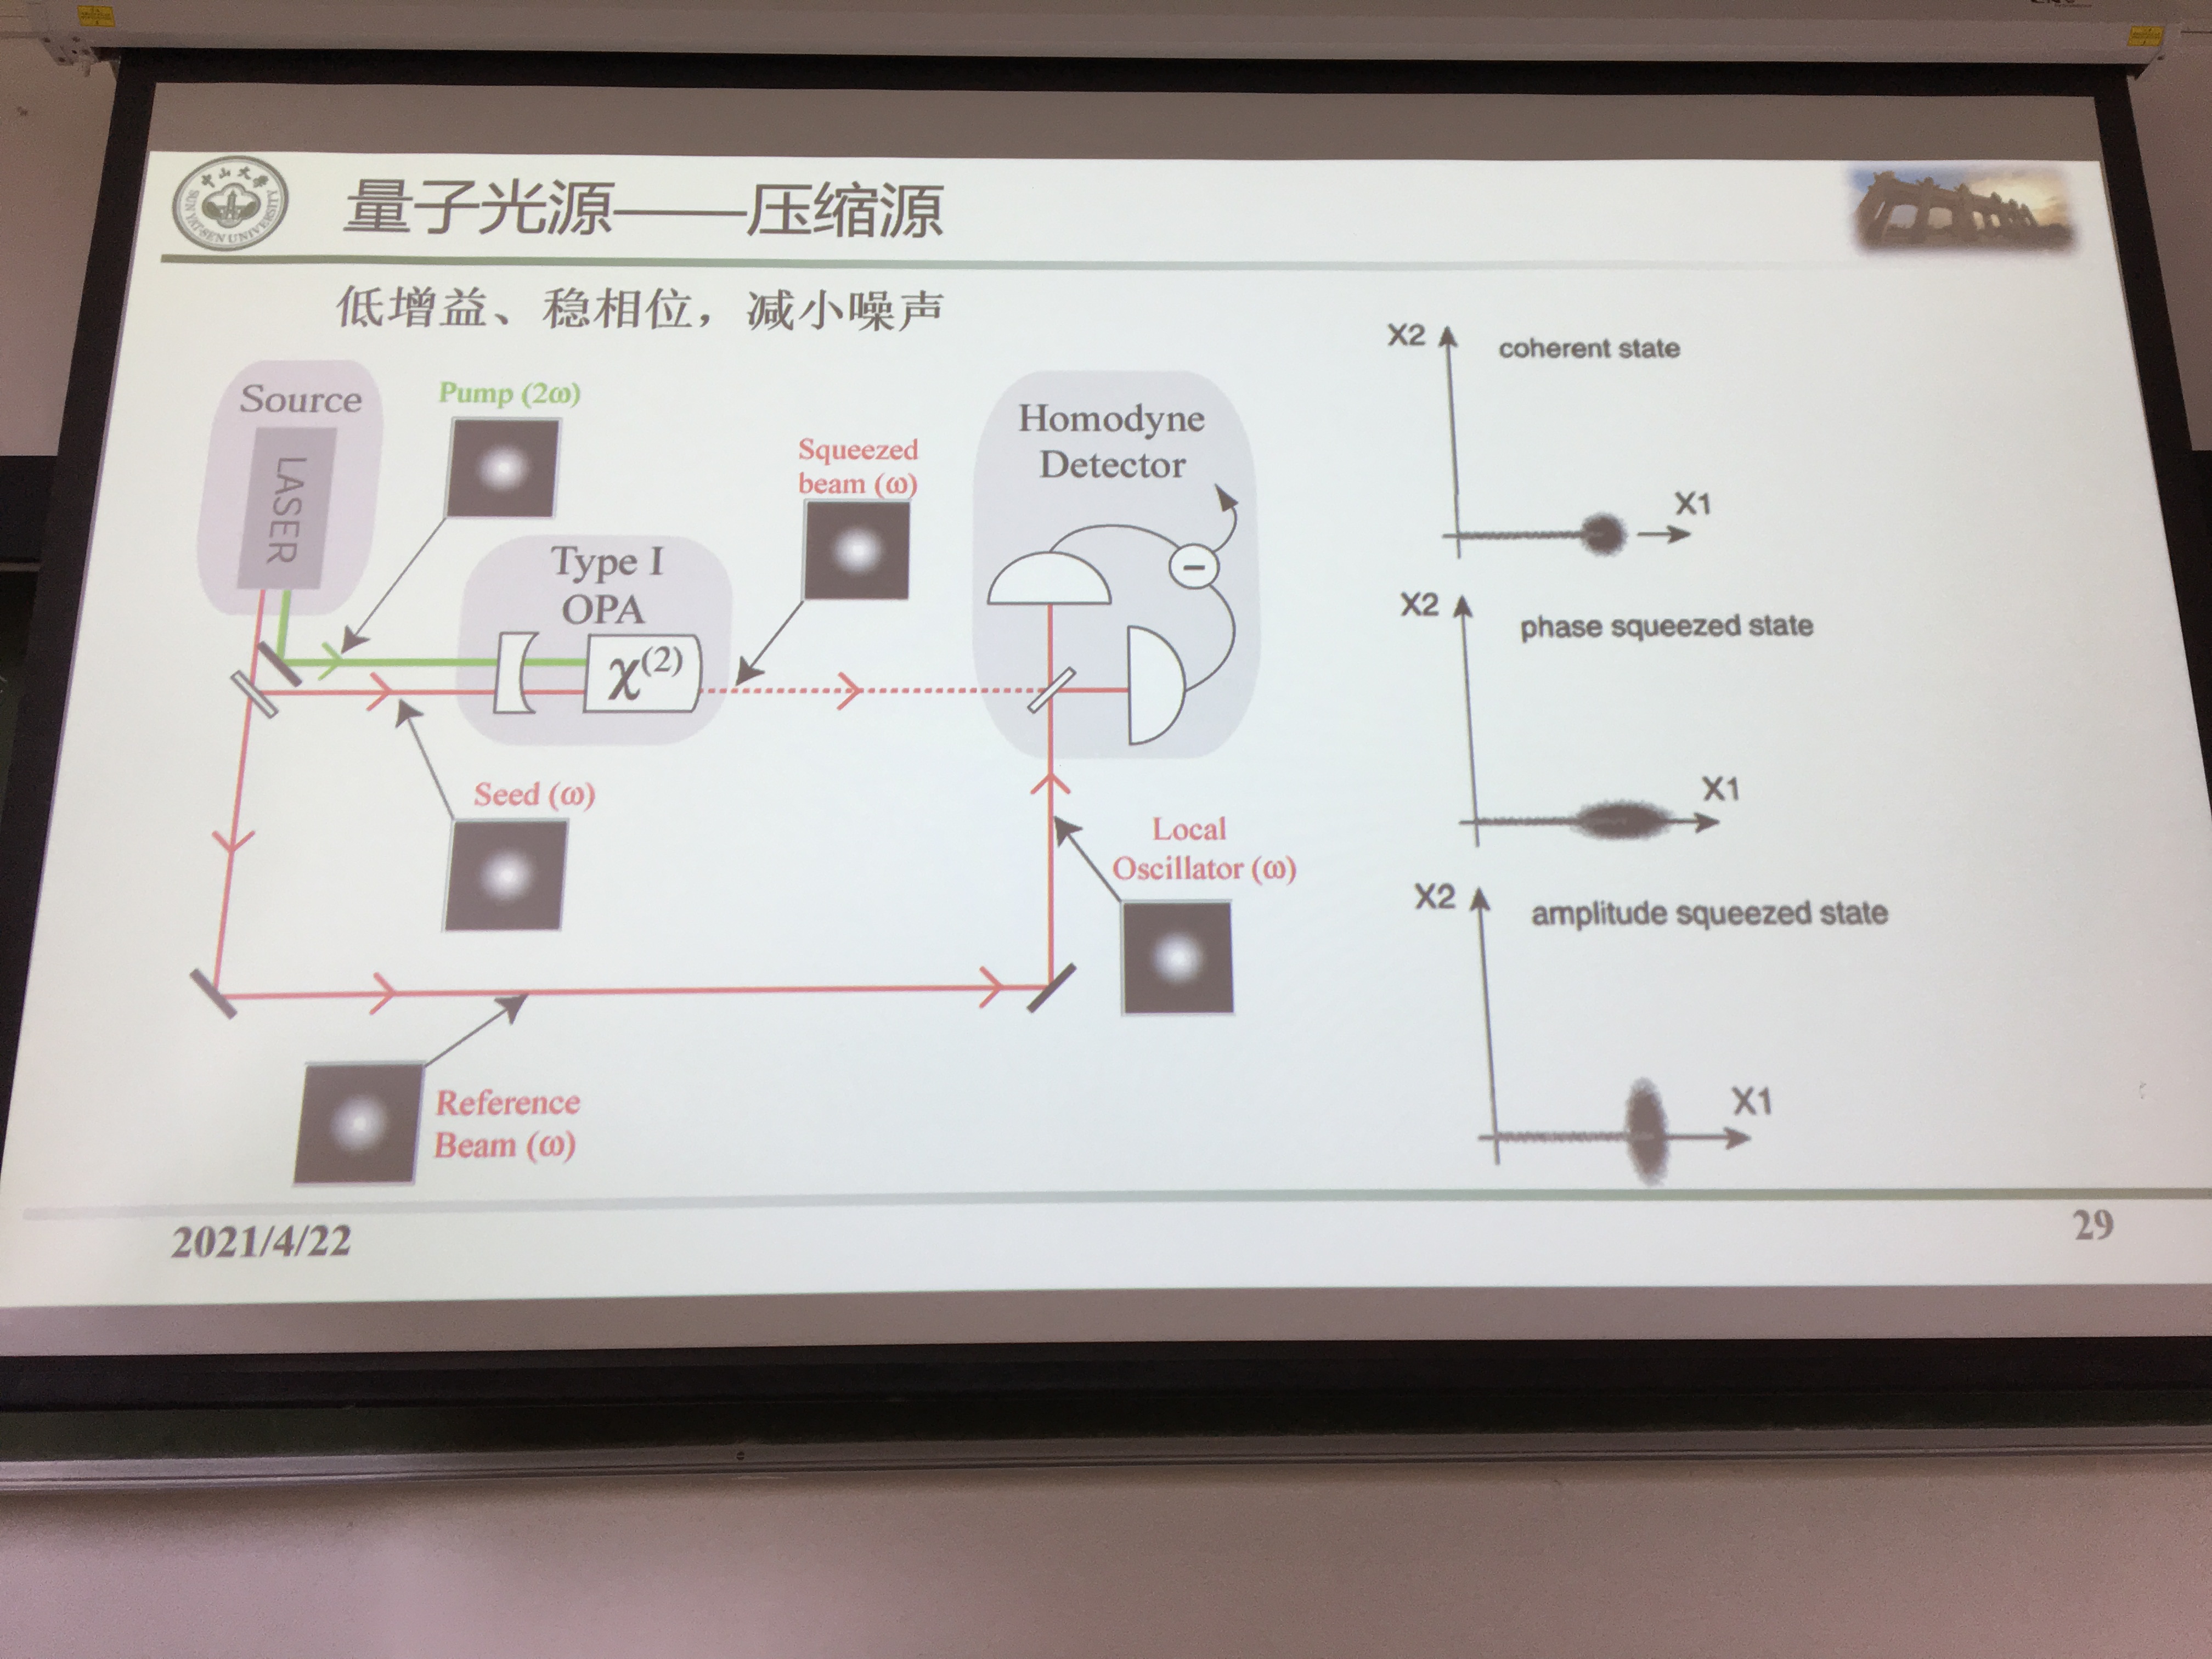 中山大学
SUN YAT-SEN UNIVERSITY
量子光源——压缩源
低增益、稳相位，减小噪声
Source
LASER
Pump (2ω)
Squeezed
beam (ω)
Type I
OPA
χ(2)
Homodyne
Detector
−
Seed (ω)
Local
Oscillator (ω)
Reference
Beam (ω)
X2
coherent state
X1
X2
phase squeezed state
X1
X2
amplitude squeezed state
X1
2021/4/22
29